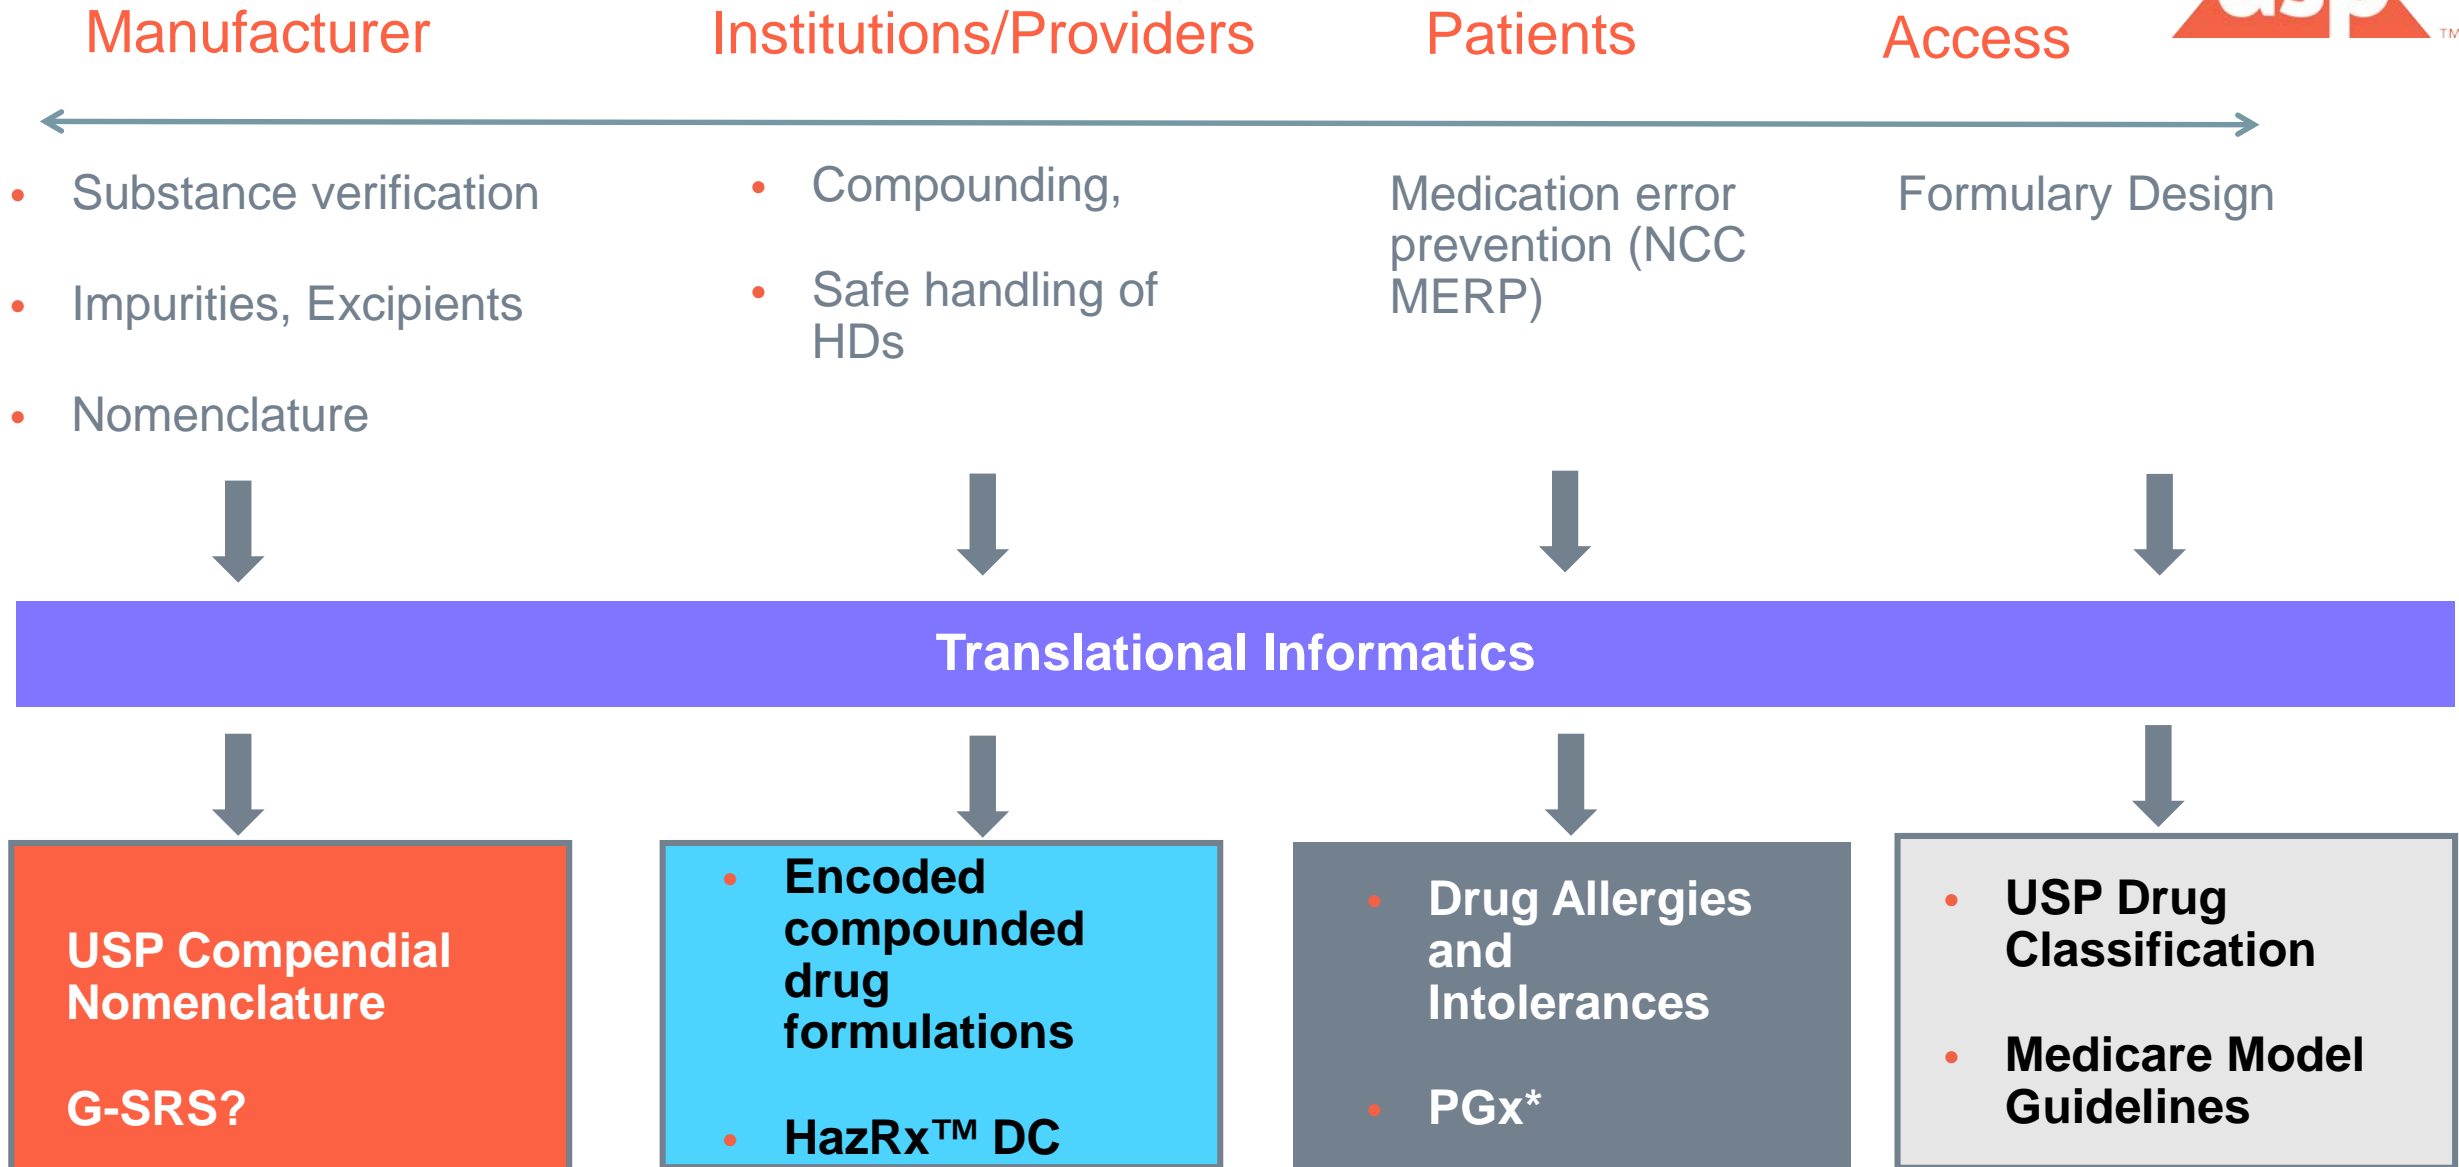 Manufacturer
Institutions/Providers
Patients
Access
usp
TM
• Substance verification
• Impurities, Excipients
• Nomenclature
• Compounding,
• Safe handling of
HDs
Medication error
prevention (NCC
MERP)
Formulary Design
Translational Informatics
USP Compendial
Nomenclature
G-SRS?
• Encoded
compounded
drug
formulations
• HazRx™ DC
• Drug Allergies
and
Intolerances
• PGx*
• USP Drug
Classification
• Medicare Model
Guidelines